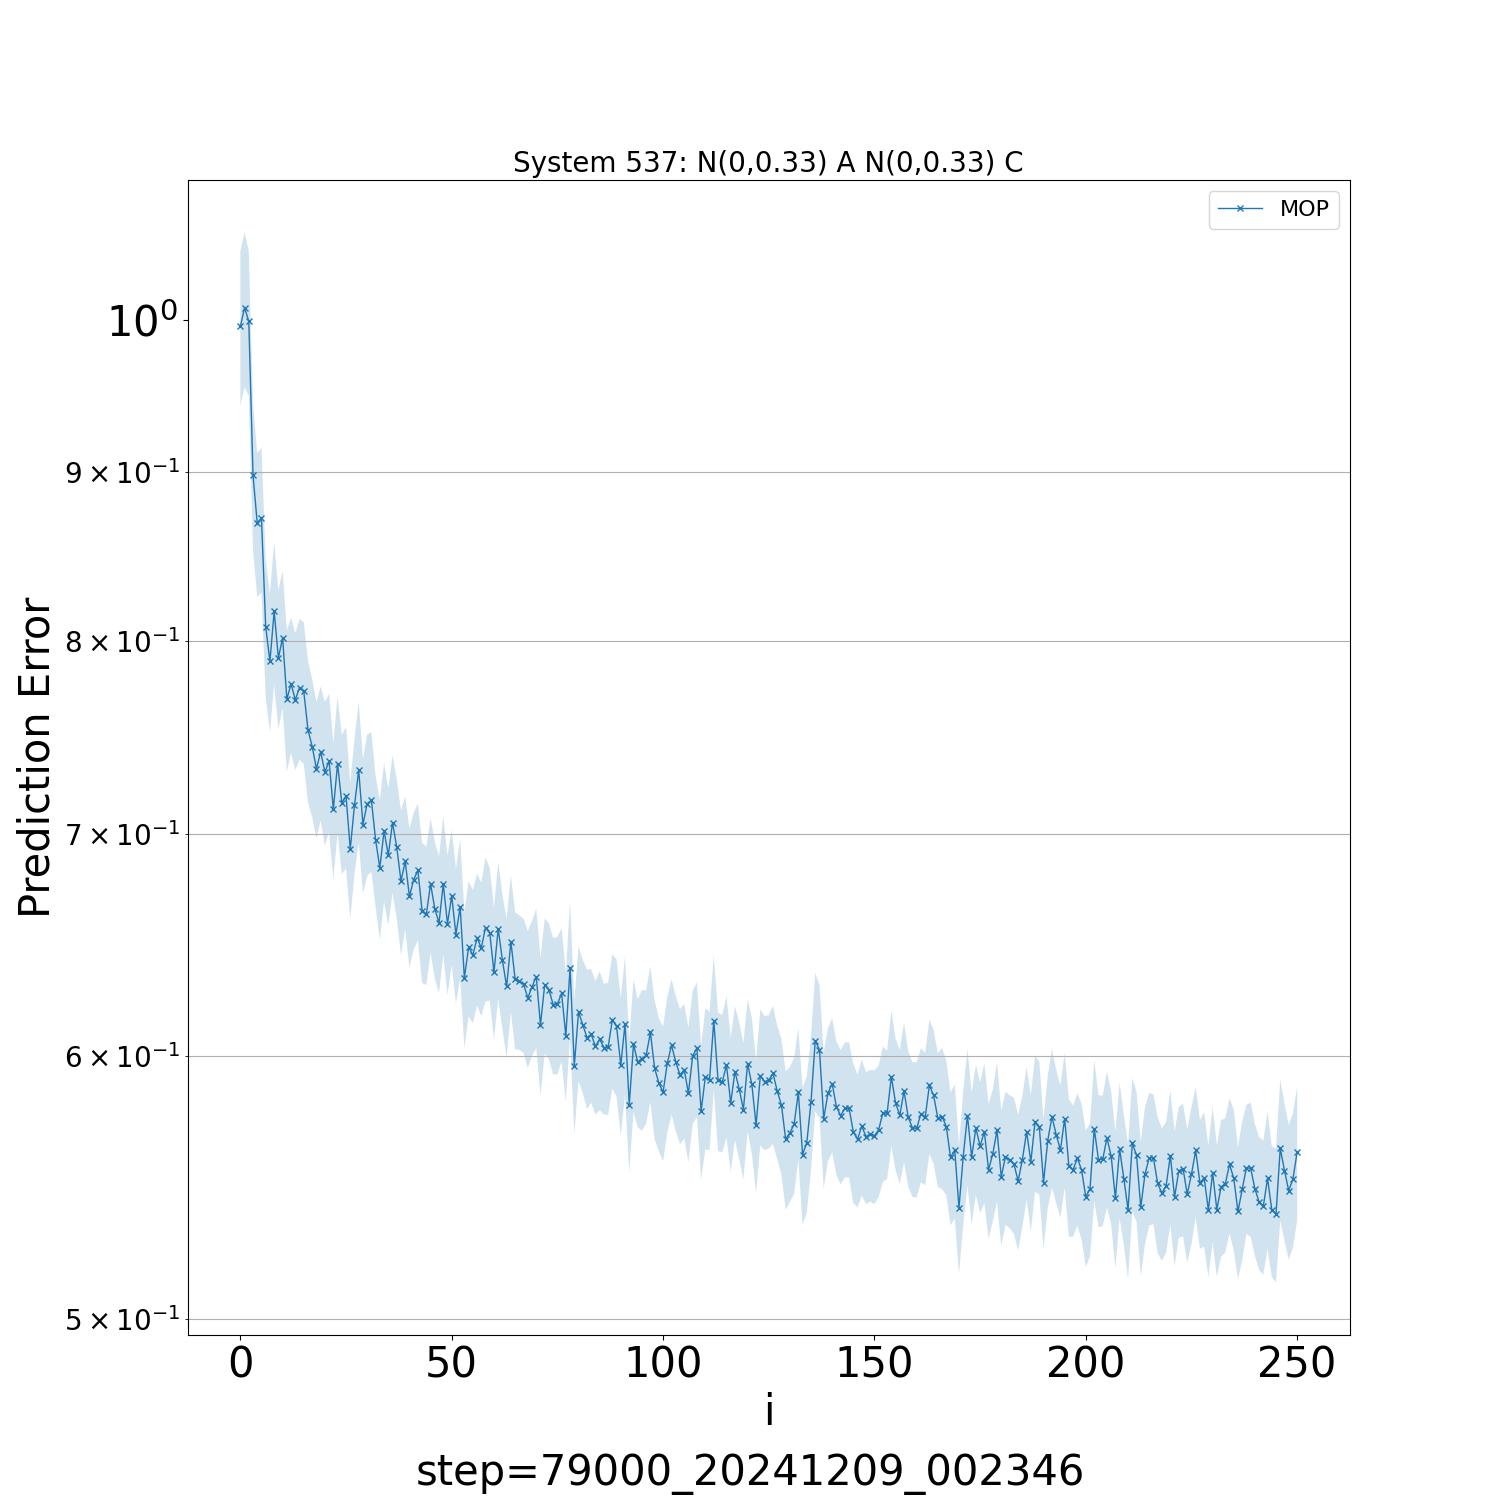 System 537: N(0,0.33) A N(0,0.33) C
MOP
Prediction Error
10⁰
9 × 10⁻¹
8 × 10⁻¹
7 × 10⁻¹
6 × 10⁻¹
5 × 10⁻¹
0 50 100 150 200 250
i
step=79000_20241209_002346